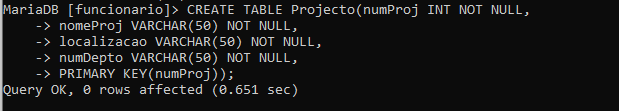 MariaDB [funcionario]> CREATE TABLE Projecto(numProj INT NOT NULL,
    -> nomeProj VARCHAR(50) NOT NULL,
    -> localizacao VARCHAR(50) NOT NULL,
    -> numDepto VARCHAR(50) NOT NULL,
    -> PRIMARY KEY(numProj));
Query OK, 0 rows affected (0.651 sec)